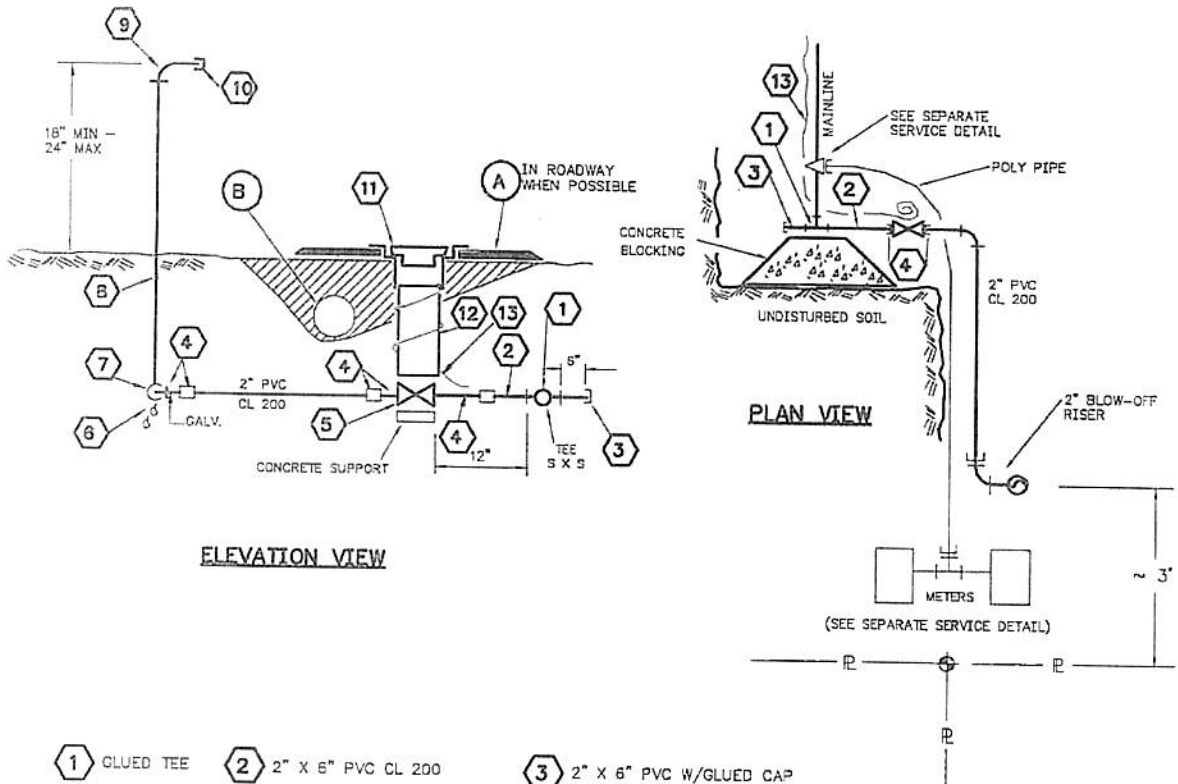 9
10
18" MIN -
24" MAX
B
11
A
IN ROADWAY
WHEN POSSIBLE
8
12
13
1
7
4
2" PVC
CL 200
4
2
6"
6
GALV.
5
4
CONCRETE SUPPORT
12"
TEE
S X S
3
ELEVATION VIEW
13
MAINLINE
SEE SEPARATE
SERVICE DETAIL
1
3
2
POLY PIPE
CONCRETE
BLOCKING
4
2" PVC
CL 200
UNDISTURBED SOIL
PLAN VIEW
2" BLOW-OFF
RISER
METERS
~ 3"
(SEE SEPARATE SERVICE DETAIL)
PL
PL
PL
1 GLUED TEE
2 2" X 6" PVC CL 200
3 2" X 6" PVC W/GLUED CAP